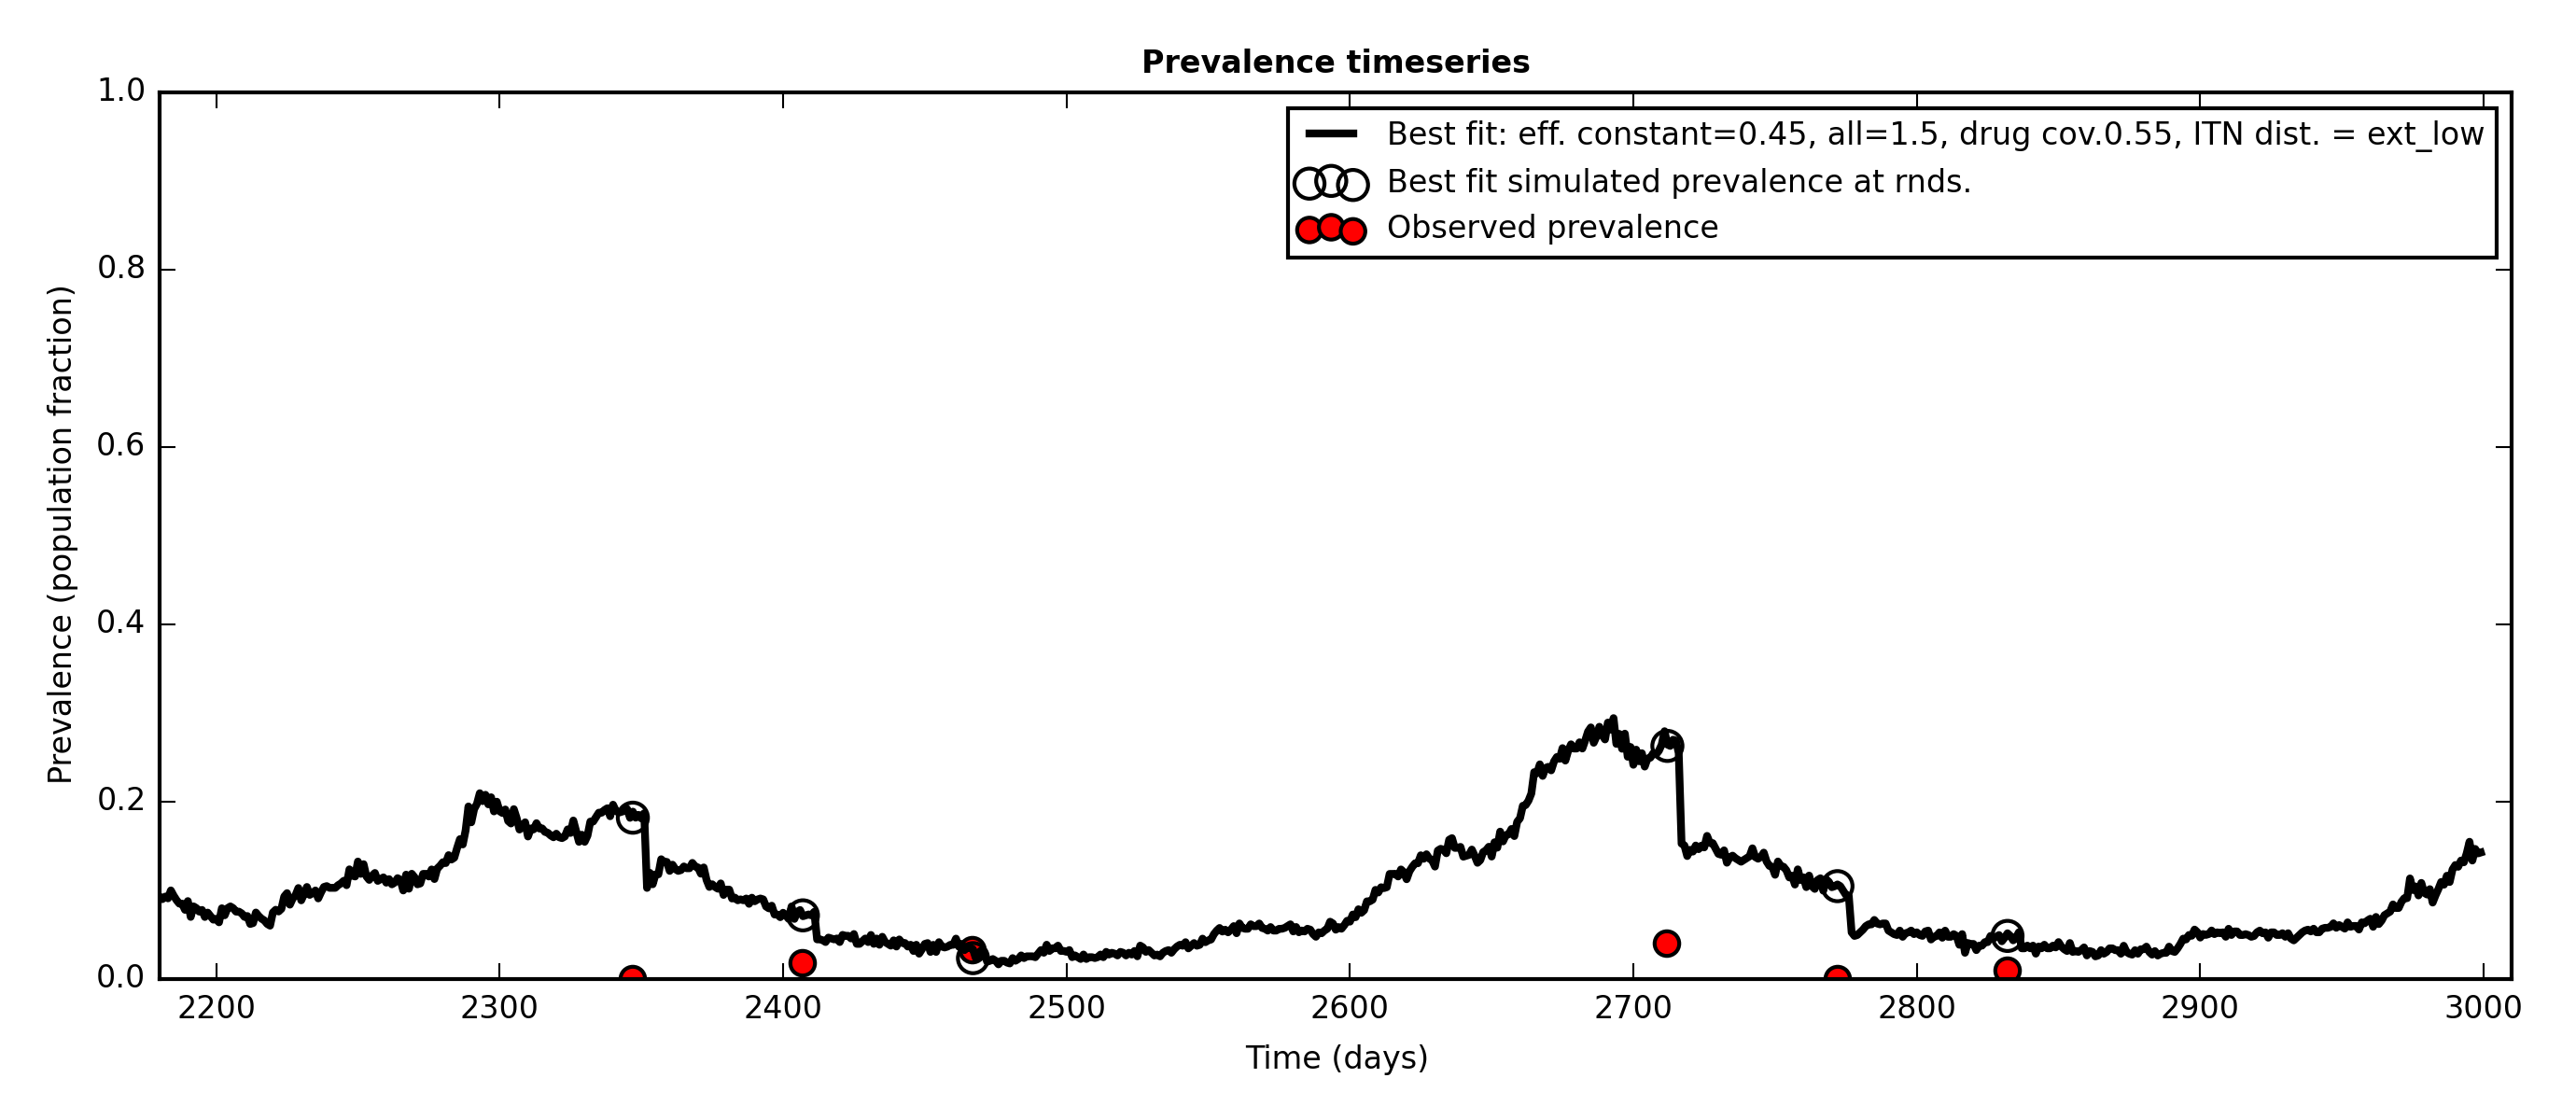 Prevalence timeseries
Best fit: eff. constant=0.45, all=1.5, drug cov.0.55, ITN dist. = ext_low
Best fit simulated prevalence at rnds.
Observed prevalence
Prevalence (population fraction)
1.0
0.8
0.6
0.4
0.2
0.0
2200 2300 2400 2500 2600 2700 2800 2900 3000
Time (days)